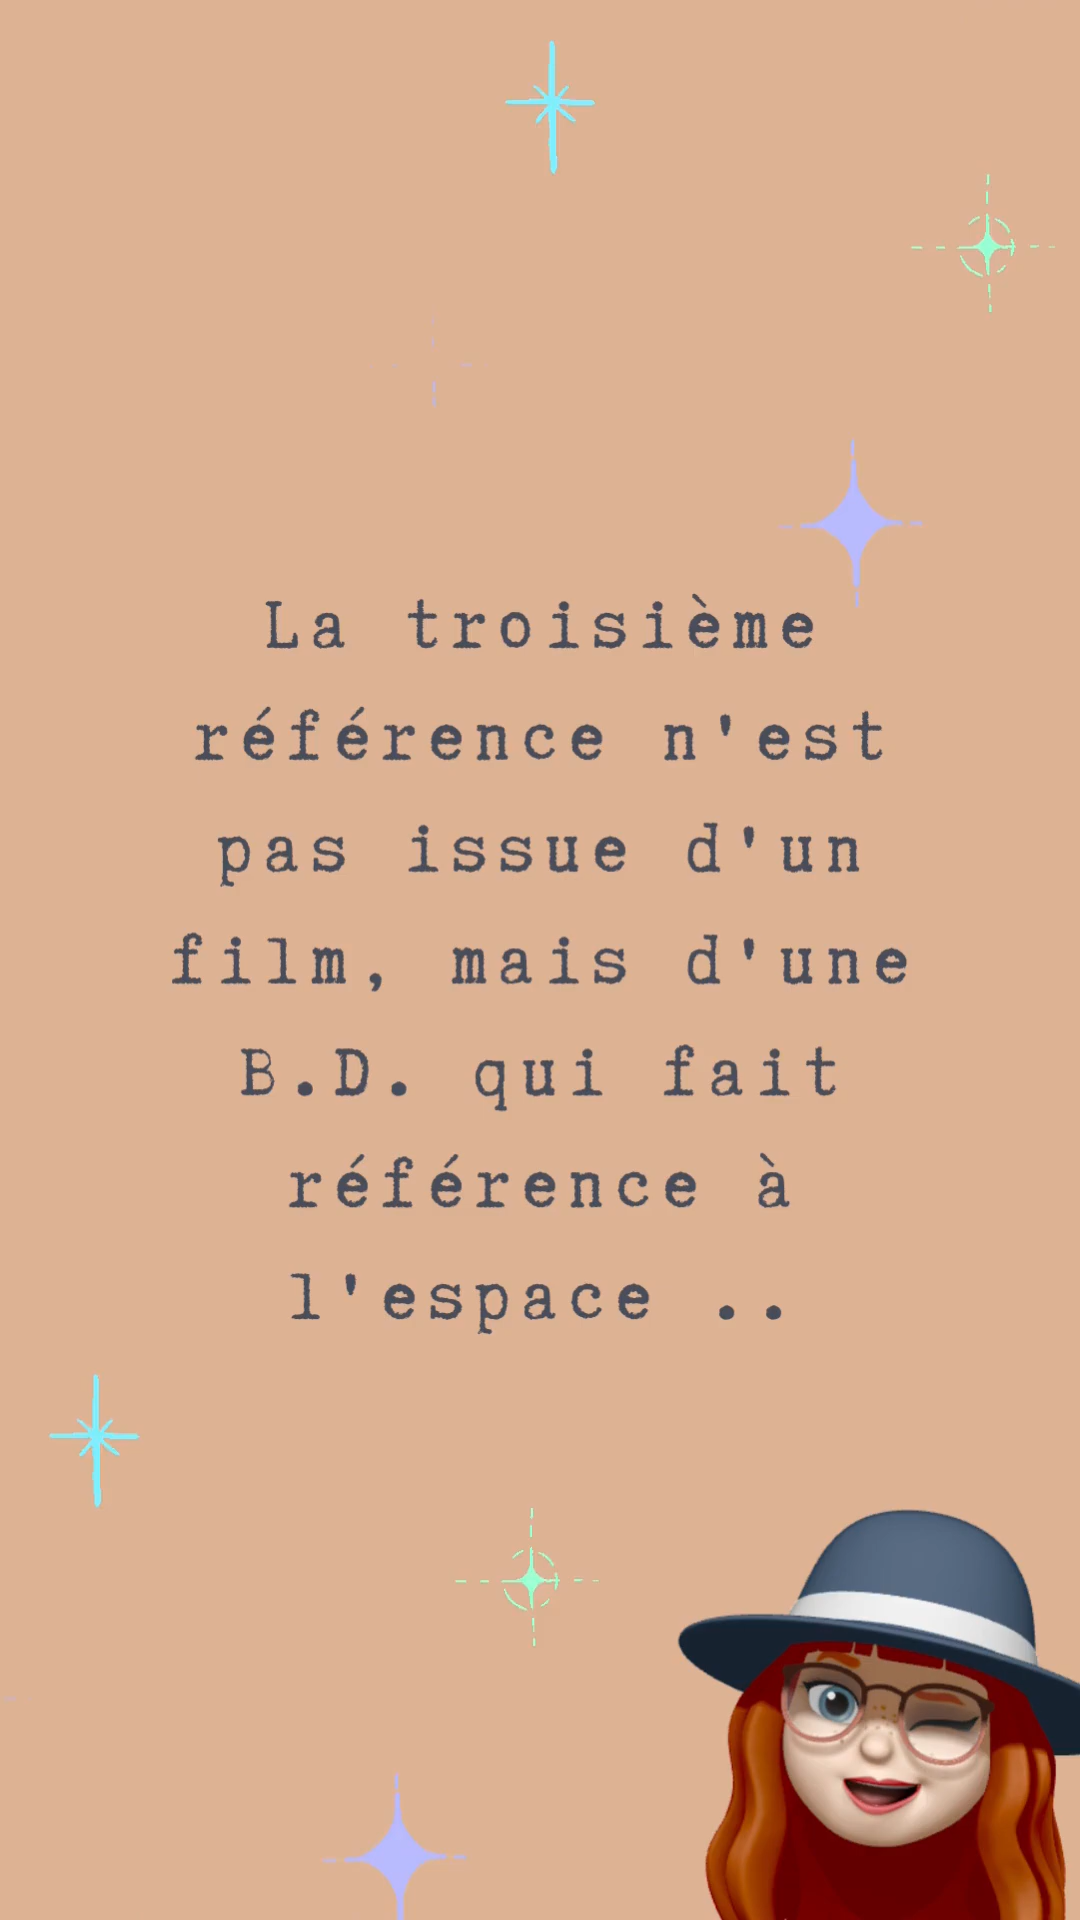 La troisième
référence n'est
pas issue d'un
film, mais d'une
B.D. qui fait
référence à
l'espace ..